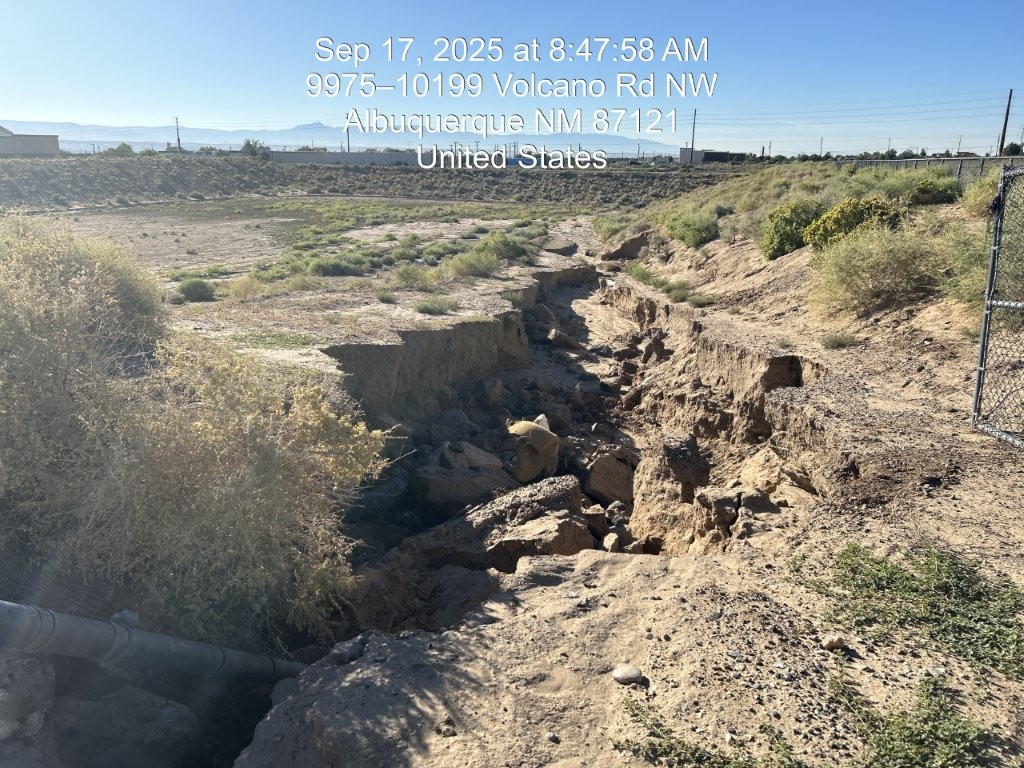 Sep 17, 2025 at 8:47:58 AM
9975–10199 Volcano Rd NW
Albuquerque NM 87121
United States